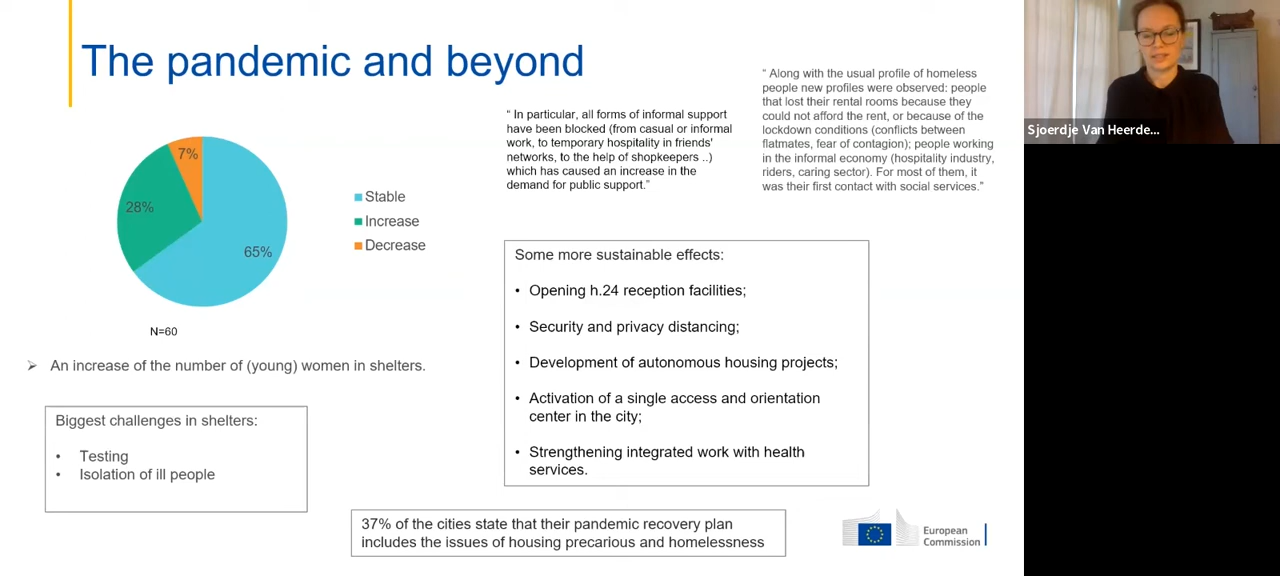 The pandemic and beyond
7%
28%
65%
Stable
Increase
Decrease
N=60
➢ An increase of the number of (young) women in shelters.
Biggest challenges in shelters:
• Testing
• Isolation of ill people
“ In particular, all forms of informal support
have been blocked (from casual or informal
work, to temporary hospitality in friends'
networks, to the help of shopkeepers ..)
which has caused an increase in the
demand for public support.”
“ Along with the usual profile of homeless
people new profiles were observed: people
that lost their rental rooms because they
could not afford the rent, or because of the
lockdown conditions (conflicts between
flatmates, fear of contagion); people working
in the informal economy (hospitality industry,
riders, caring sector). For most of them, it
was their first contact with social services.”
Some more sustainable effects:
• Opening h.24 reception facilities;
• Security and privacy distancing;
• Development of autonomous housing projects;
• Activation of a single access and orientation
center in the city;
• Strengthening integrated work with health
services.
37% of the cities state that their pandemic recovery plan
includes the issues of housing precarious and homelessness
European
Commission
Sjoerdje Van Heerde...